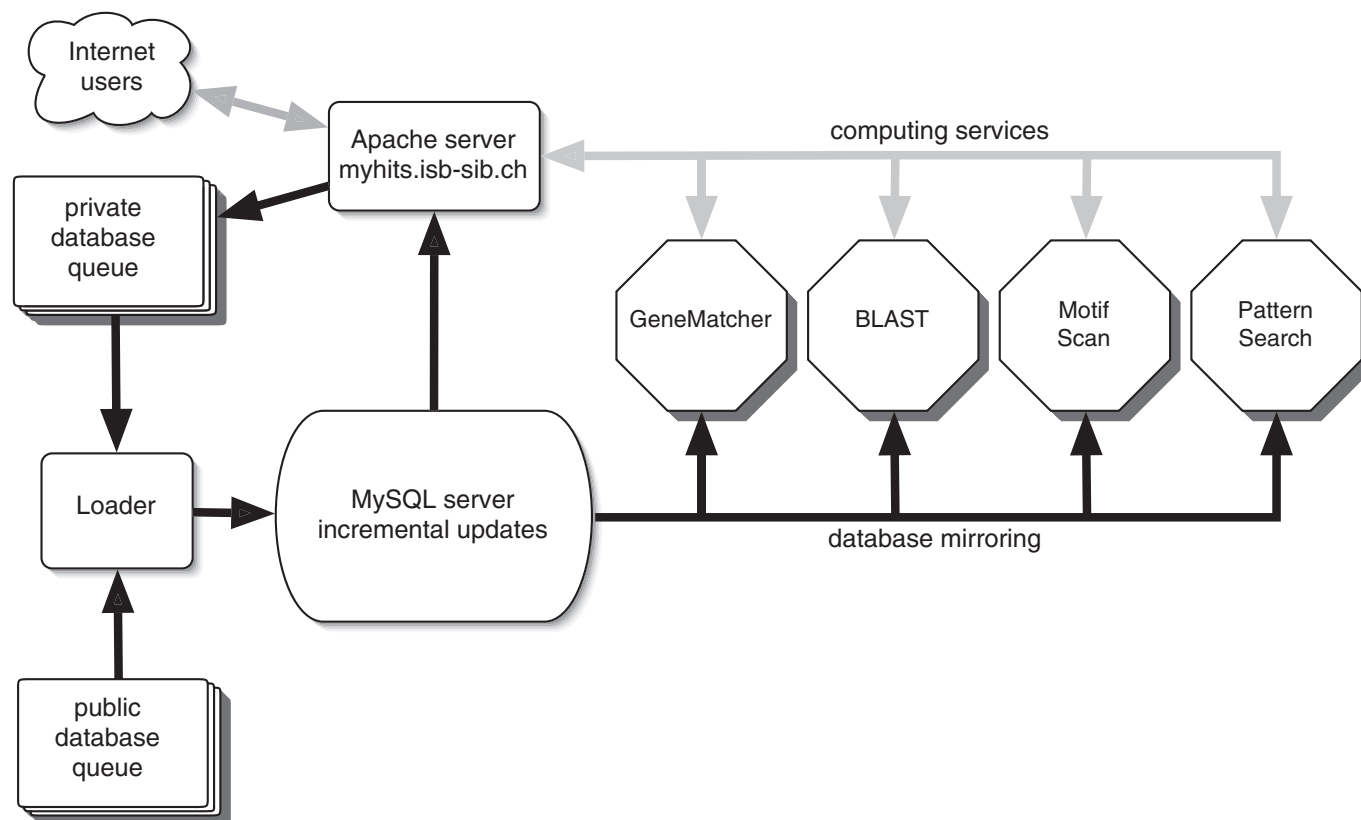 Internet
users
Apache server
myhits.isb-sib.ch
computing services
private
database
queue
GeneMatcher
BLAST
Motif
Scan
Pattern
Search
Loader
MySQL server
incremental updates
database mirroring
public
database
queue